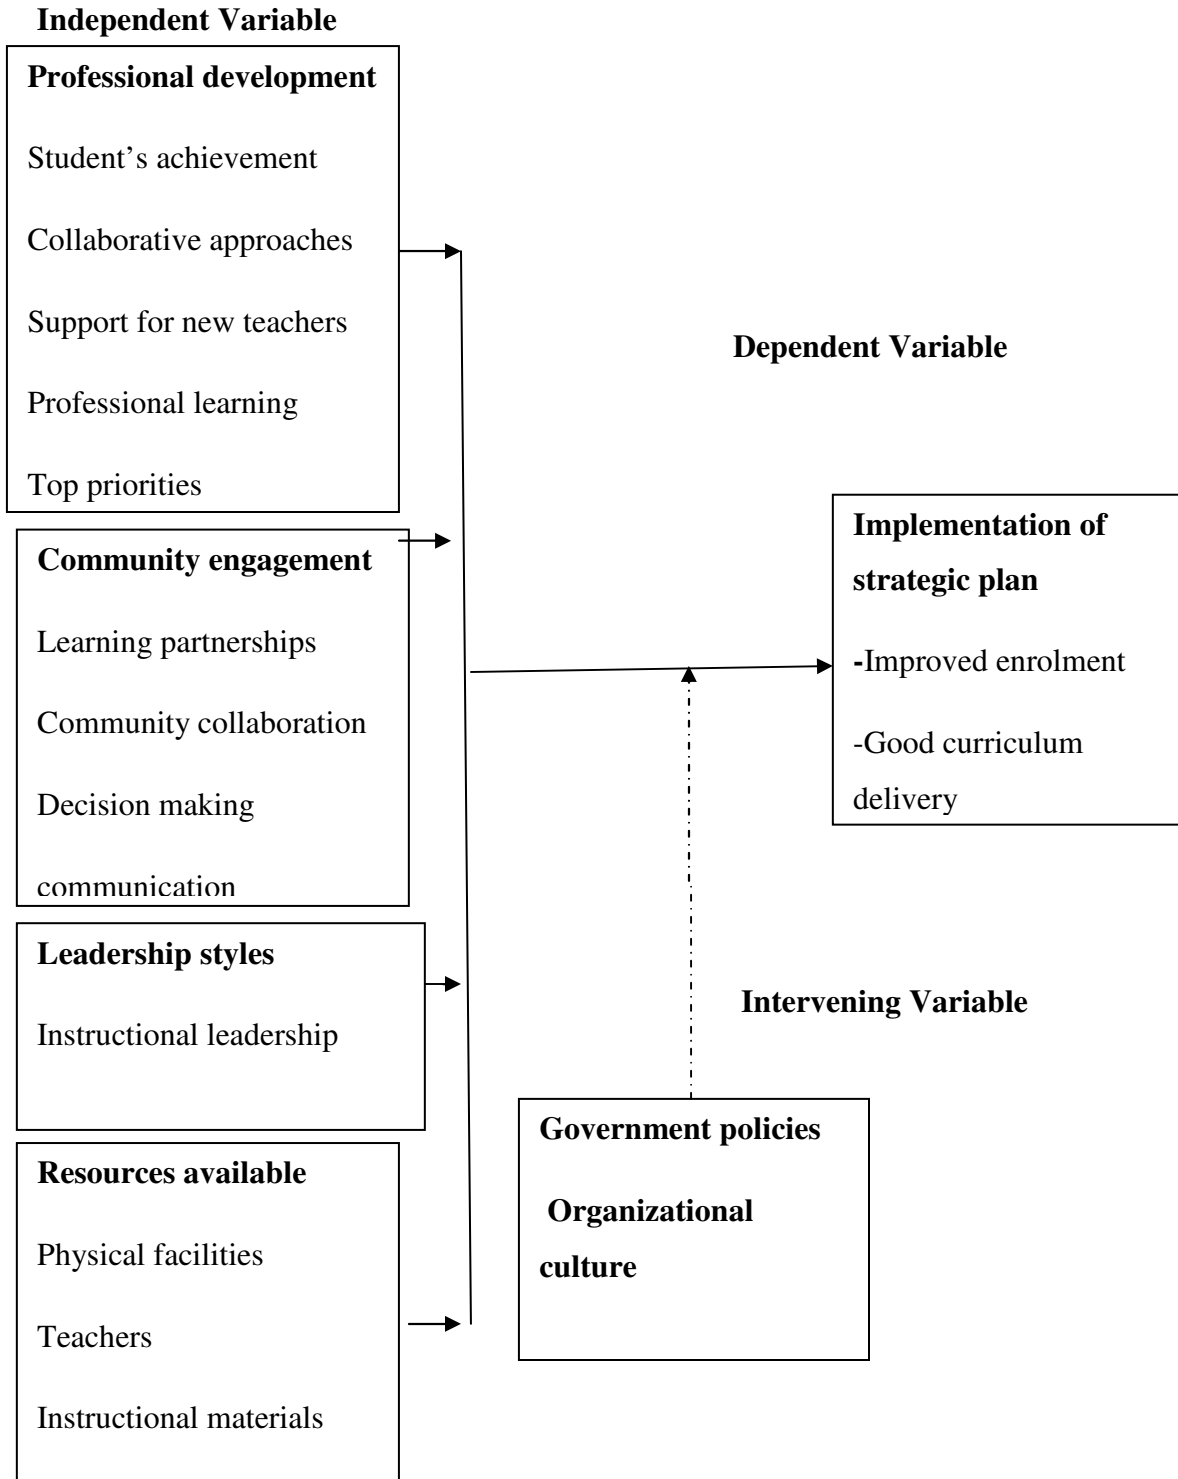 Independent Variable
Professional development
Student’s achievement
Collaborative approaches
Support for new teachers
Professional learning
Top priorities
Community engagement
Learning partnerships
Community collaboration
Decision making
communication
Leadership styles
Instructional leadership
Resources available
Physical facilities
Teachers
Instructional materials
Dependent Variable
Implementation of
strategic plan
-Improved enrolment
-Good curriculum
delivery
Intervening Variable
Government policies
Organizational
culture